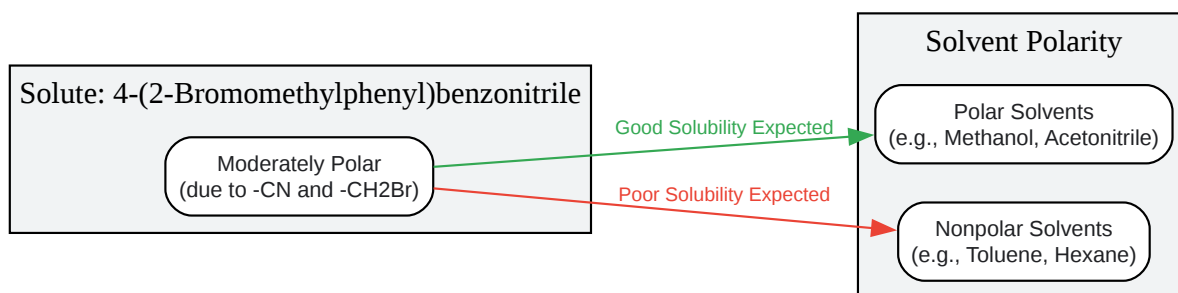 Solute: 4-(2-Bromomethylphenyl)benzonitrile
Moderately Polar
(due to -CN and -CH2Br)
Good Solubility Expected
Poor Solubility Expected
Solvent Polarity
Polar Solvents
(e.g., Methanol, Acetonitrile)
Nonpolar Solvents
(e.g., Toluene, Hexane)